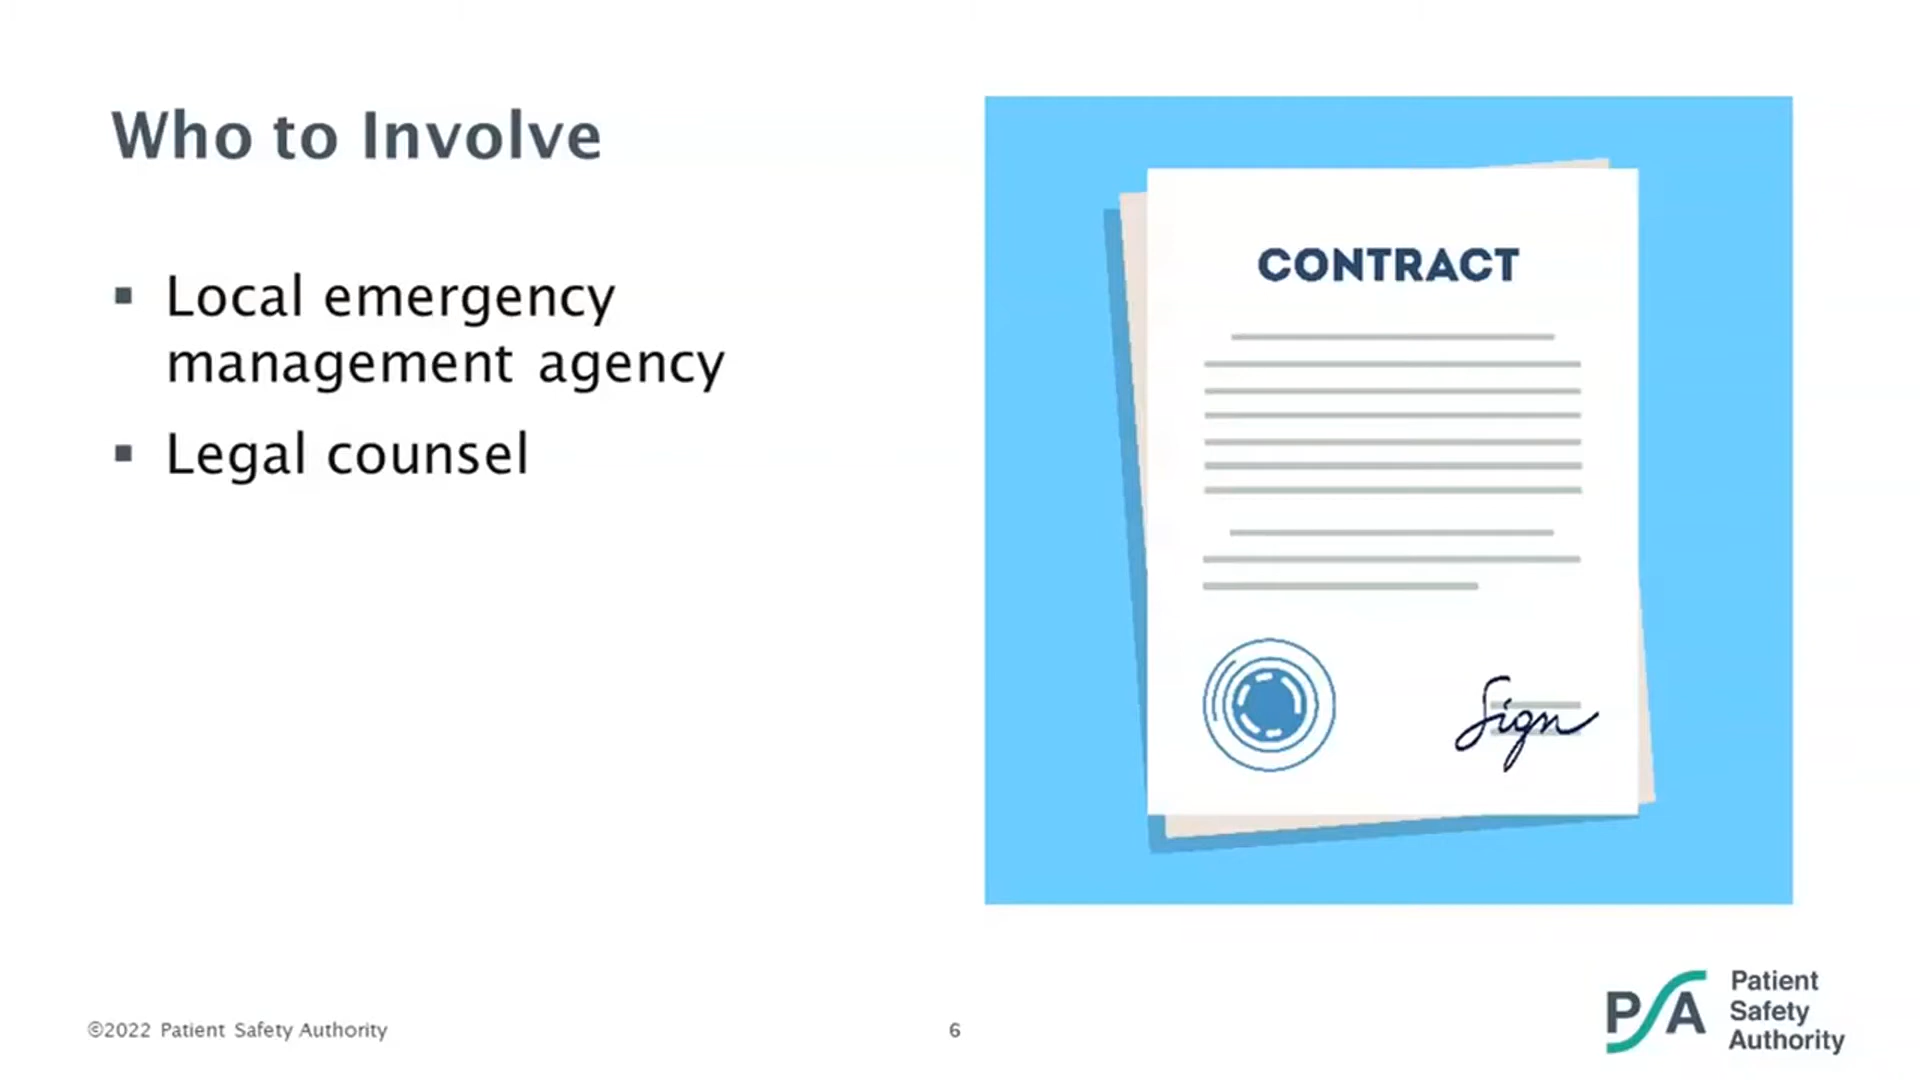 Who to Involve
▪ Local emergency
management agency
▪ Legal counsel
CONTRACT
Sign
©2022 Patient Safety Authority
6
PSA
Patient
Safety
Authority